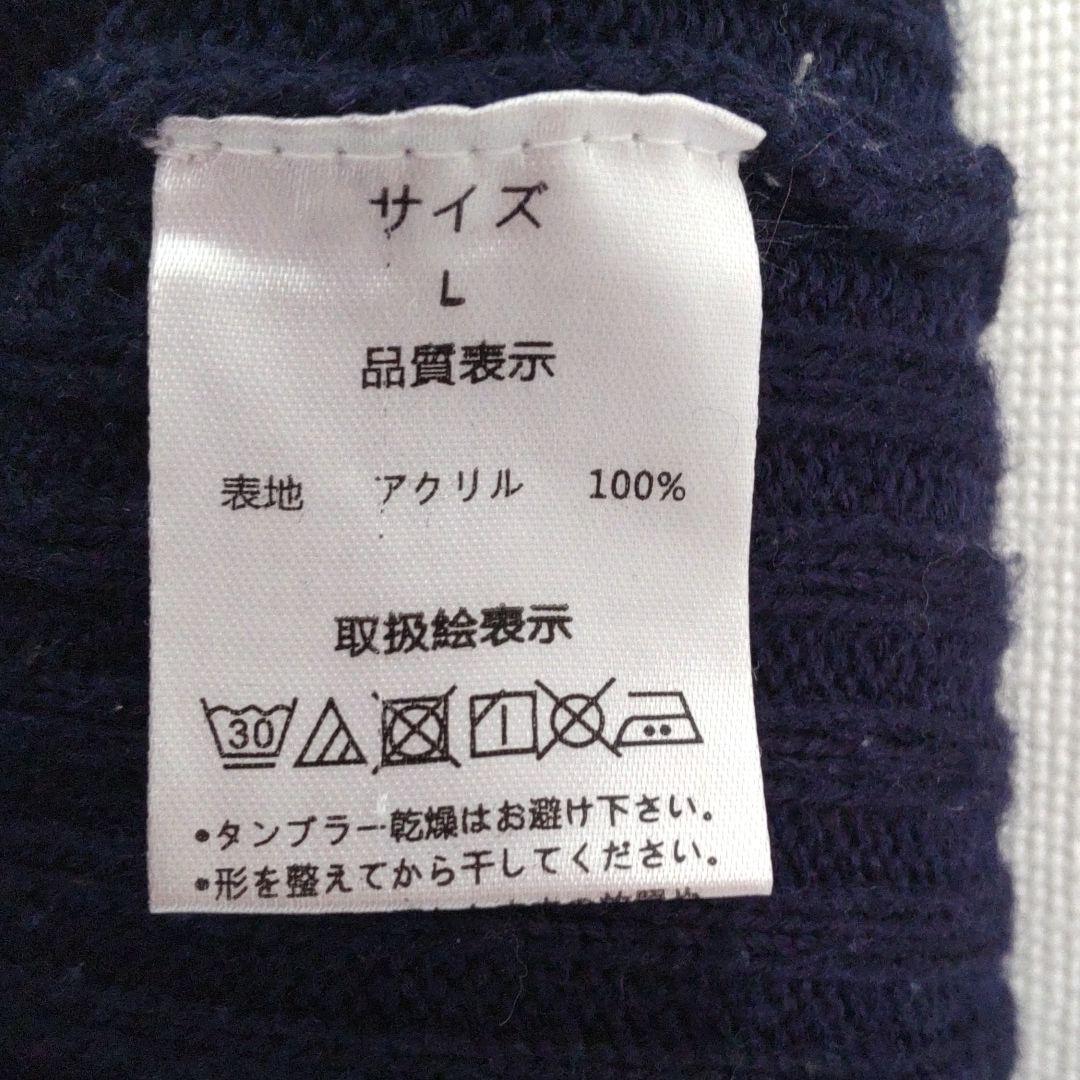 サイズ
L
品質表示
表地 アクリル 100%
取扱絵表示
30
•タンブラー乾燥はお避け下さい。
•形を整えてから干してください。